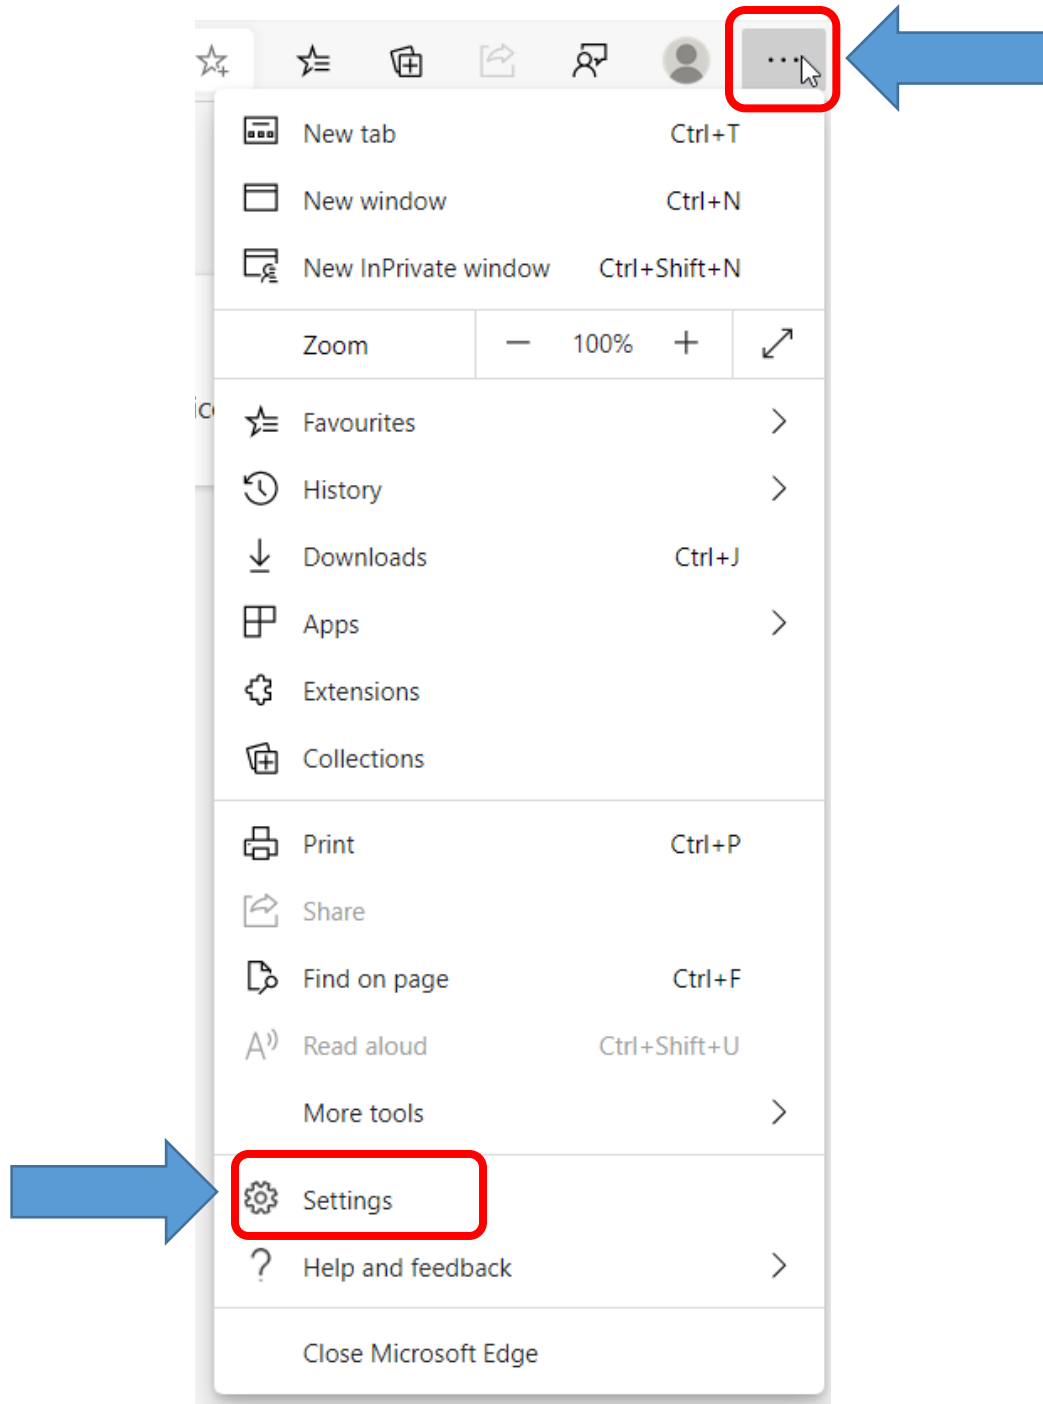 New tab Ctrl+T
New window Ctrl+N
New InPrivate window Ctrl+Shift+N
Zoom 100%
Favourites
History
Downloads Ctrl+J
Apps
Extensions
Collections
Print Ctrl+P
Share
Find on page Ctrl+F
Read aloud Ctrl+Shift+U
More tools
Settings
Help and feedback
Close Microsoft Edge